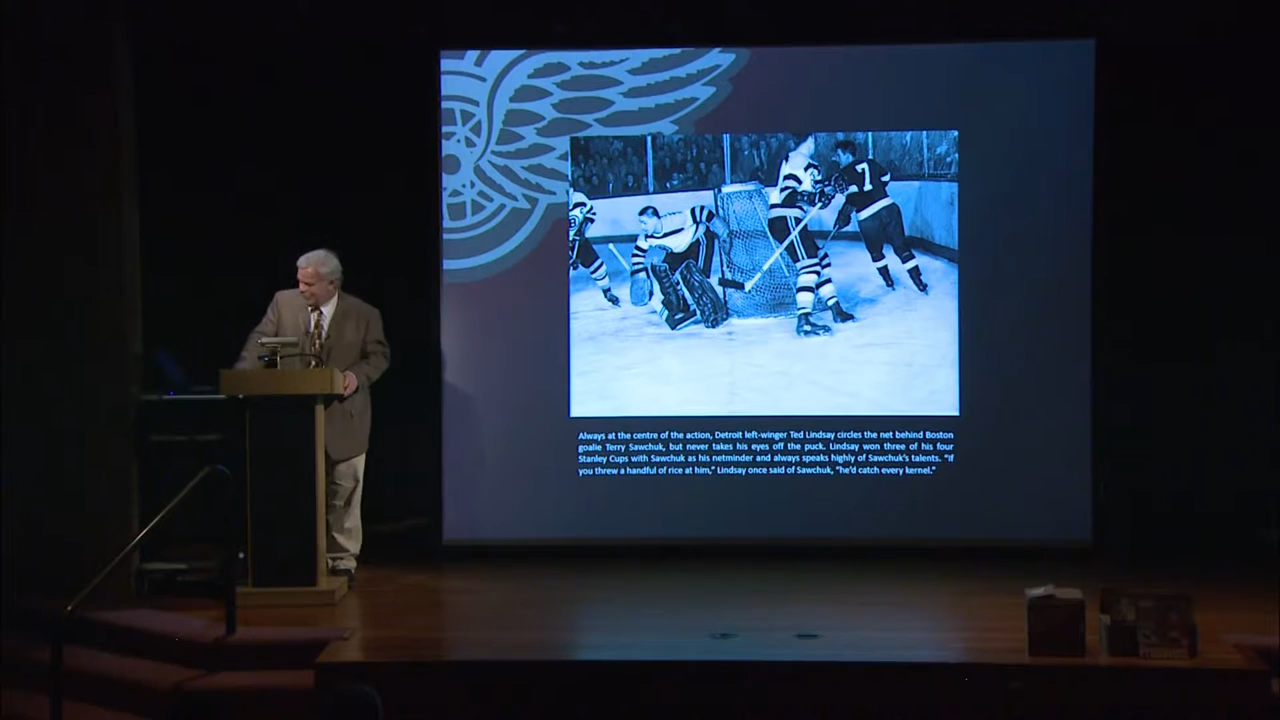 7
Always at the centre of the action, Detroit left-winger Ted Lindsay circles the net behind Boston
goalie Terry Sawchuk, but never takes his eyes off the puck. Lindsay won three of his four
Stanley Cups with Sawchuk as his netminder and always speaks highly of Sawchuk's talents. "If
you threw a handful of rice at him," Lindsay once said of Sawchuk, "he'd catch every kernel."